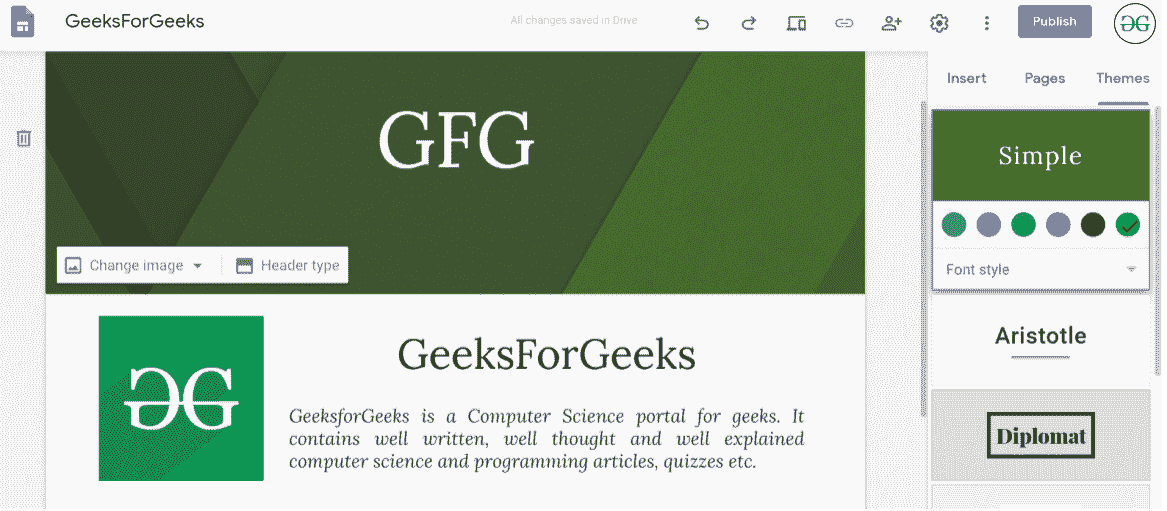 GeeksForGeeks
All changes saved in Drive
Publish
Insert Pages Themes
GFG
Simple
Change image
Header type
Font style
GeeksForGeeks
GeeksforGeeks is a Computer Science portal for geeks. It
contains well written, well thought and well explained
computer science and programming articles, quizzes etc.
Aristotle
Diplomat